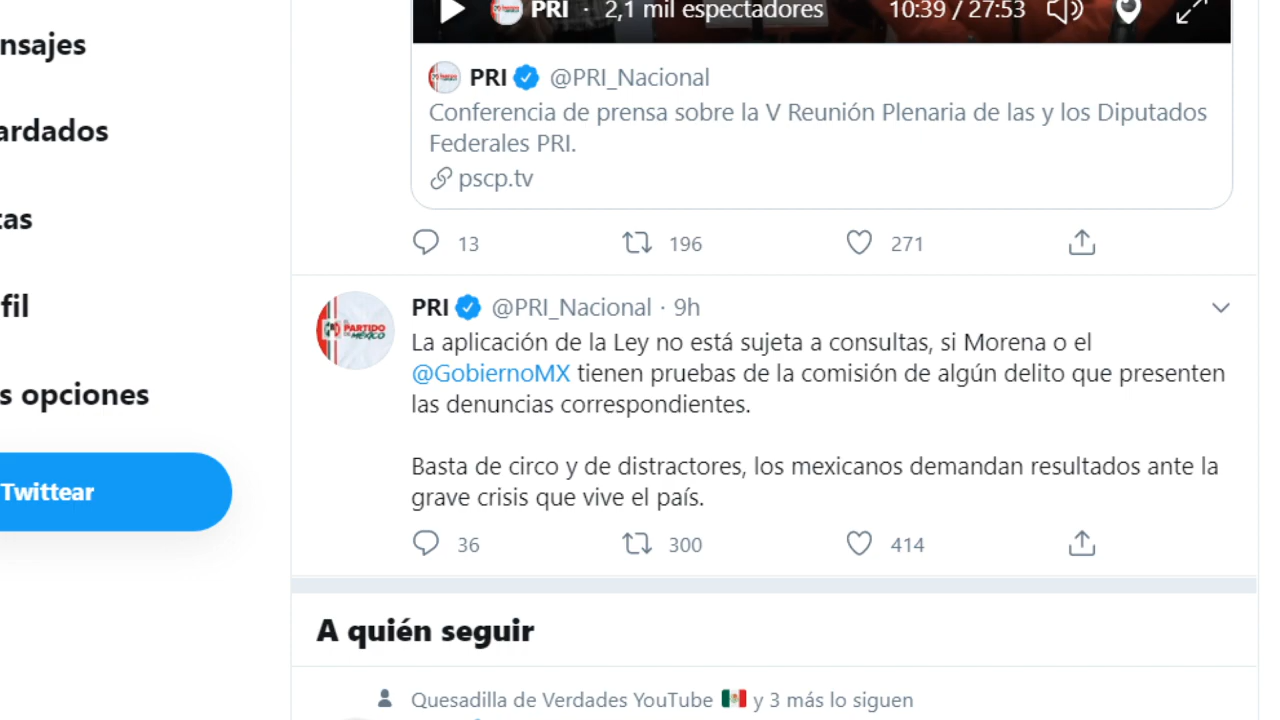 PRI · 2,1 mil espectadores 10:39 / 27:53
nsajes
PRI @PRI_Nacional
Conferencia de prensa sobre la V Reunión Plenaria de las y los Diputados
Federales PRI.
ardados
pscp.tv
tas
13 196 271
fil
PRI @PRI_Nacional · 9h
PARTIDO
MÉXICO
La aplicación de la Ley no está sujeta a consultas, si Morena o el
@GobiernoMX tienen pruebas de la comisión de algún delito que presenten
las denuncias correspondientes.
s opciones
Basta de circo y de distractores, los mexicanos demandan resultados ante la
grave crisis que vive el país.
Twittear
36 300 414
A quién seguir
Quesadilla de Verdades YouTube 🇲🇽 y 3 más lo siguen